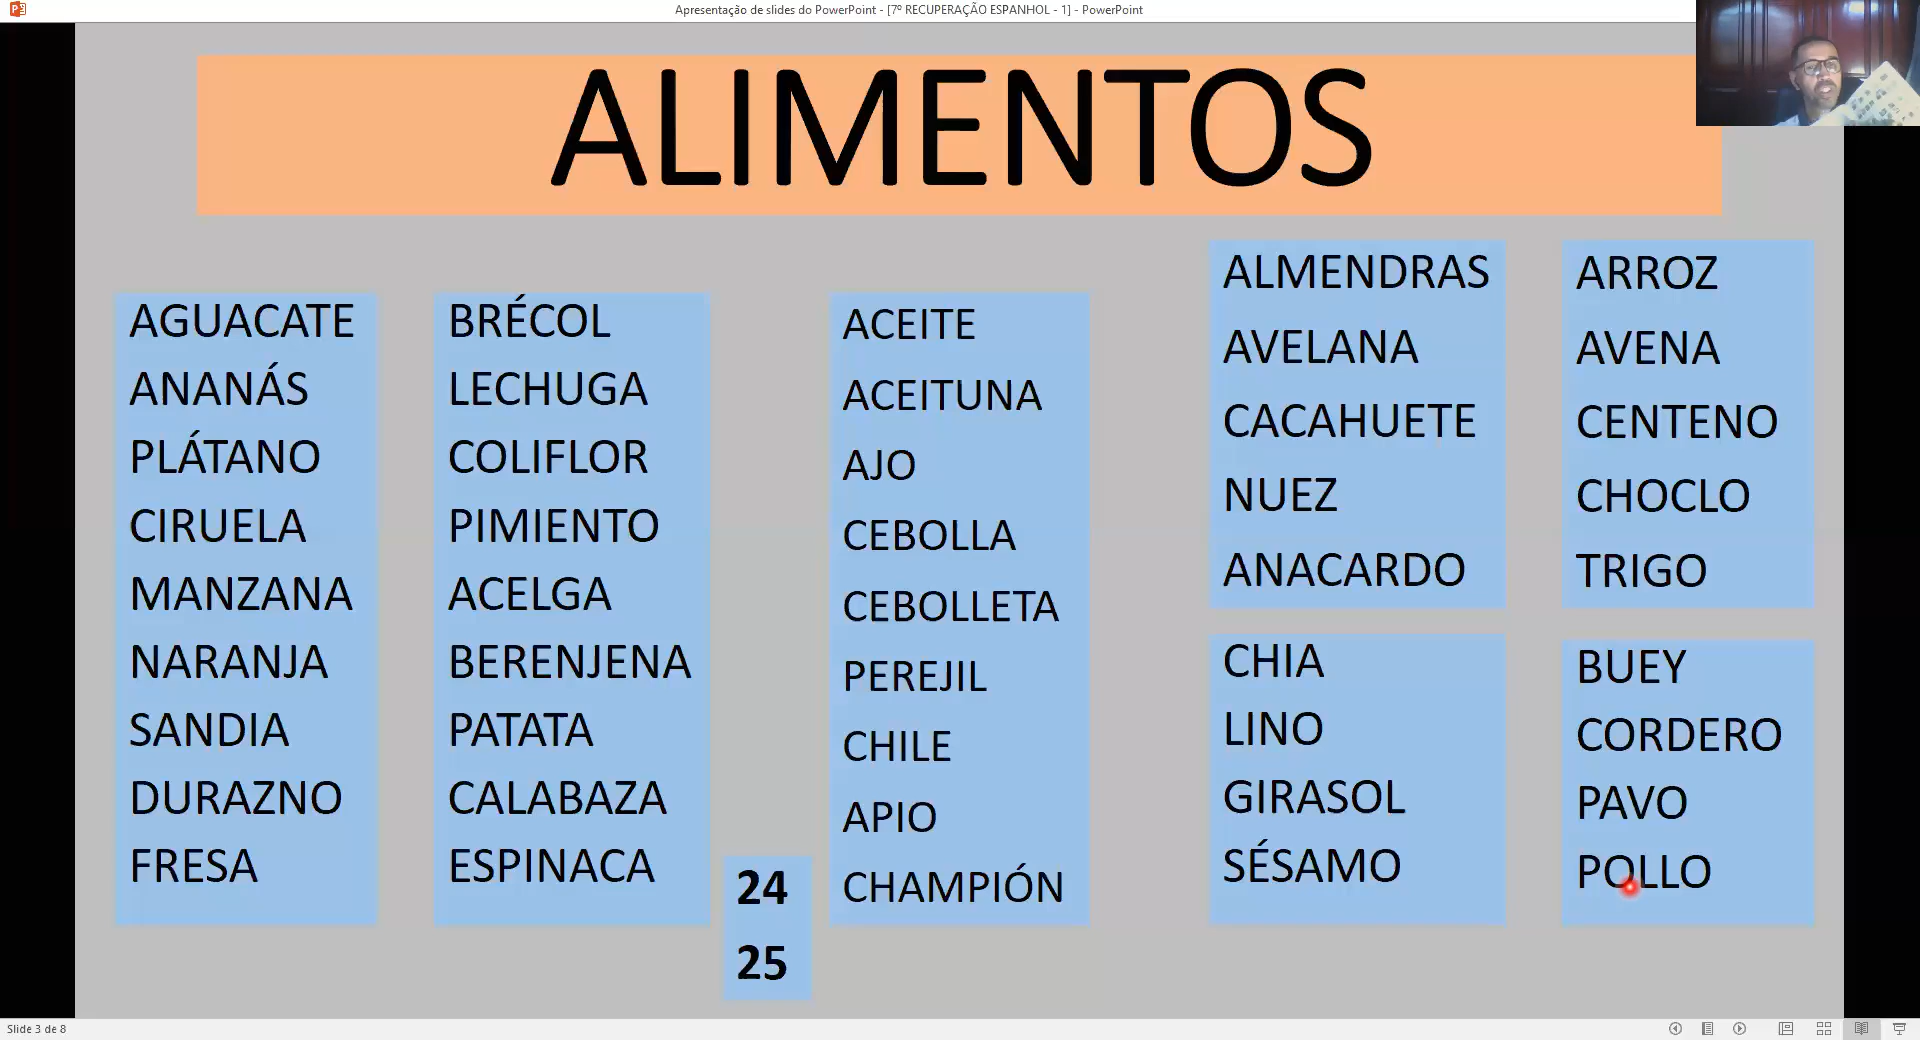 Apresentação de slides do PowerPoint - [7º RECUPERAÇÃO ESPANHOL - 1] - PowerPoint
ALIMENTOS
AGUACATE
ANANÁS
PLÁTANO
CIRUELA
MANZANA
NARANJA
SANDIA
DURAZNO
FRESA
BRÉCOL
LECHUGA
COLIFLOR
PIMIENTO
ACELGA
BERENJENA
PATATA
CALABAZA
ESPINACA
24
25
ACEITE
ACEITUNA
AJO
CEBOLLA
CEBOLLETA
PEREJIL
CHILE
APIO
CHAMPIÓN
ALMENDRAS
AVELANA
CACAHUETE
NUEZ
ANACARDO
CHIA
LINO
GIRASOL
SÉSAMO
ARROZ
AVENA
CENTENO
CHOCLO
TRIGO
BUEY
CORDERO
PAVO
POLLO
Slide 3 de 8